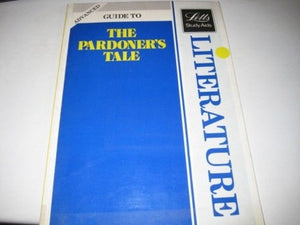 ADVANCED
GUIDE TO
THE
PARDONER'S
TALE
Letts
Study Aids
LITERATURE